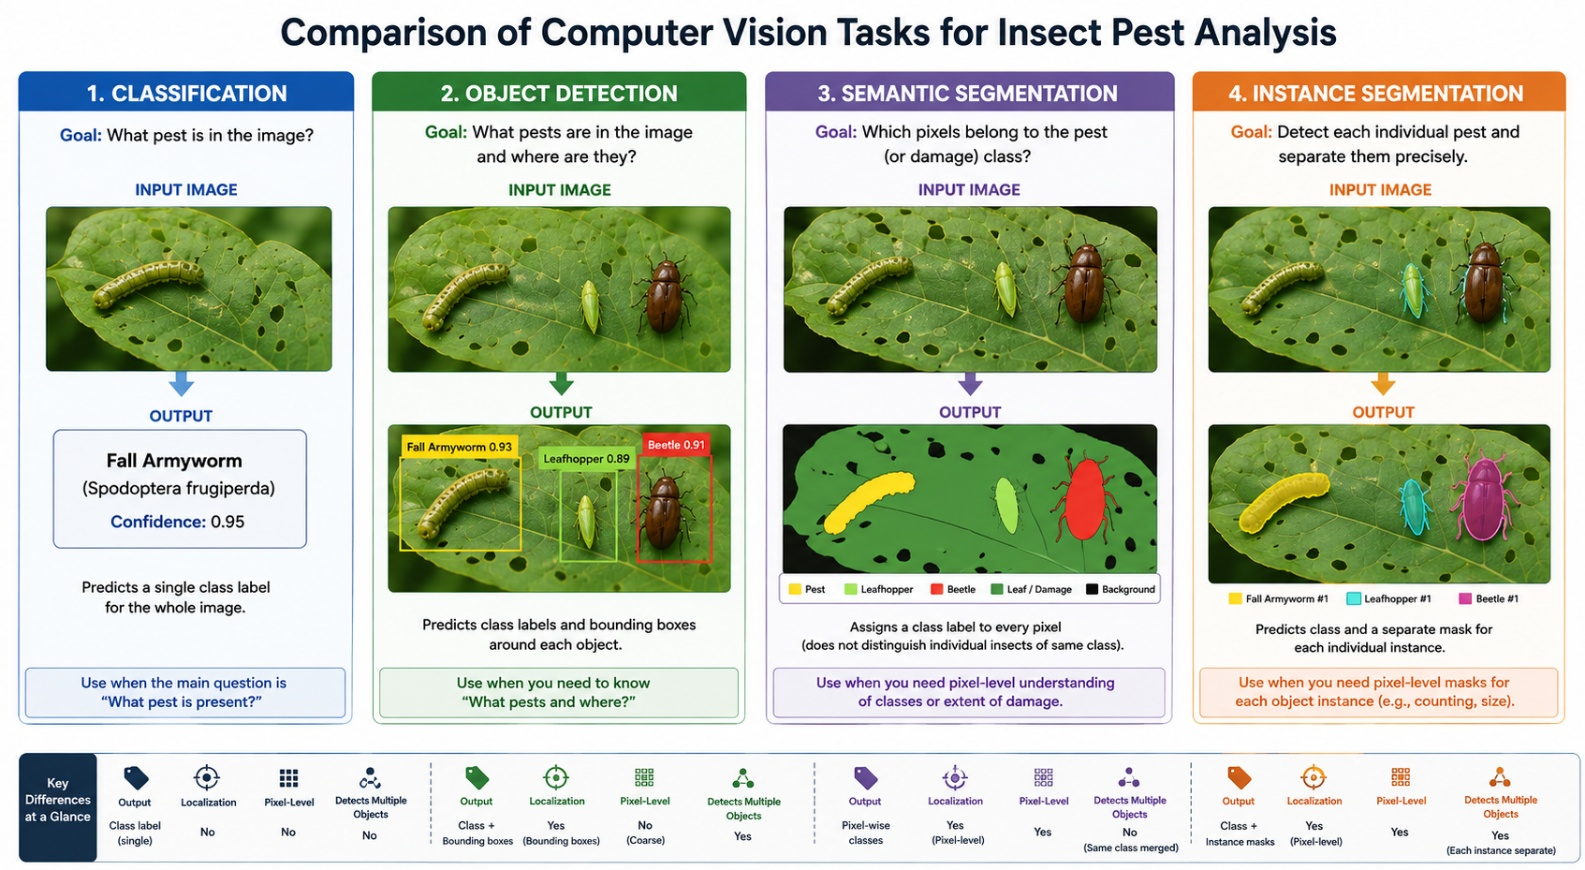 Comparison of Computer Vision Tasks for Insect Pest Analysis
1. CLASSIFICATION
Goal: What pest is in the image?
INPUT IMAGE
OUTPUT
Fall Armyworm
(Spodoptera frugiperda)
Confidence: 0.95
Predicts a single class label
for the whole image.
Use when the main question is
“What pest is present?”
2. OBJECT DETECTION
Goal: What pests are in the image
and where are they?
INPUT IMAGE
OUTPUT
Fall Armyworm 0.93
Leafhopper 0.89
Beetle 0.91
Predicts class labels and bounding boxes
around each object.
Use when you need to know
“What pests and where?”
3. SEMANTIC SEGMENTATION
Goal: Which pixels belong to the pest
(or damage) class?
INPUT IMAGE
OUTPUT
Pest
Leafhopper
Beetle
Leaf / Damage
Background
Assigns a class label to every pixel
(does not distinguish individual insects of same class).
Use when you need pixel-level understanding
of classes or extent of damage.
4. INSTANCE SEGMENTATION
Goal: Detect each individual pest and
separate them precisely.
INPUT IMAGE
OUTPUT
Fall Armyworm #1
Leafhopper #1
Beetle #1
Predicts class and a separate mask for
each individual instance.
Use when you need pixel-level masks for
each object instance (e.g., counting, size).
Key
Differences
at a Glance
Output
Class label
(single)
Localization
No
Pixel-Level
No
Detects Multiple
Objects
No
Output
Class +
Bounding boxes
Localization
Yes
(Bounding boxes)
Pixel-Level
No
(Coarse)
Detects Multiple
Objects
Yes
Output
Pixel-wise
classes
Localization
Yes
(Pixel-level)
Pixel-Level
Yes
Detects Multiple
Objects
No
(Same class merged)
Output
Class +
Instance masks
Localization
Yes
(Pixel-level)
Pixel-Level
Yes
Detects Multiple
Objects
Yes
(Each instance separate)